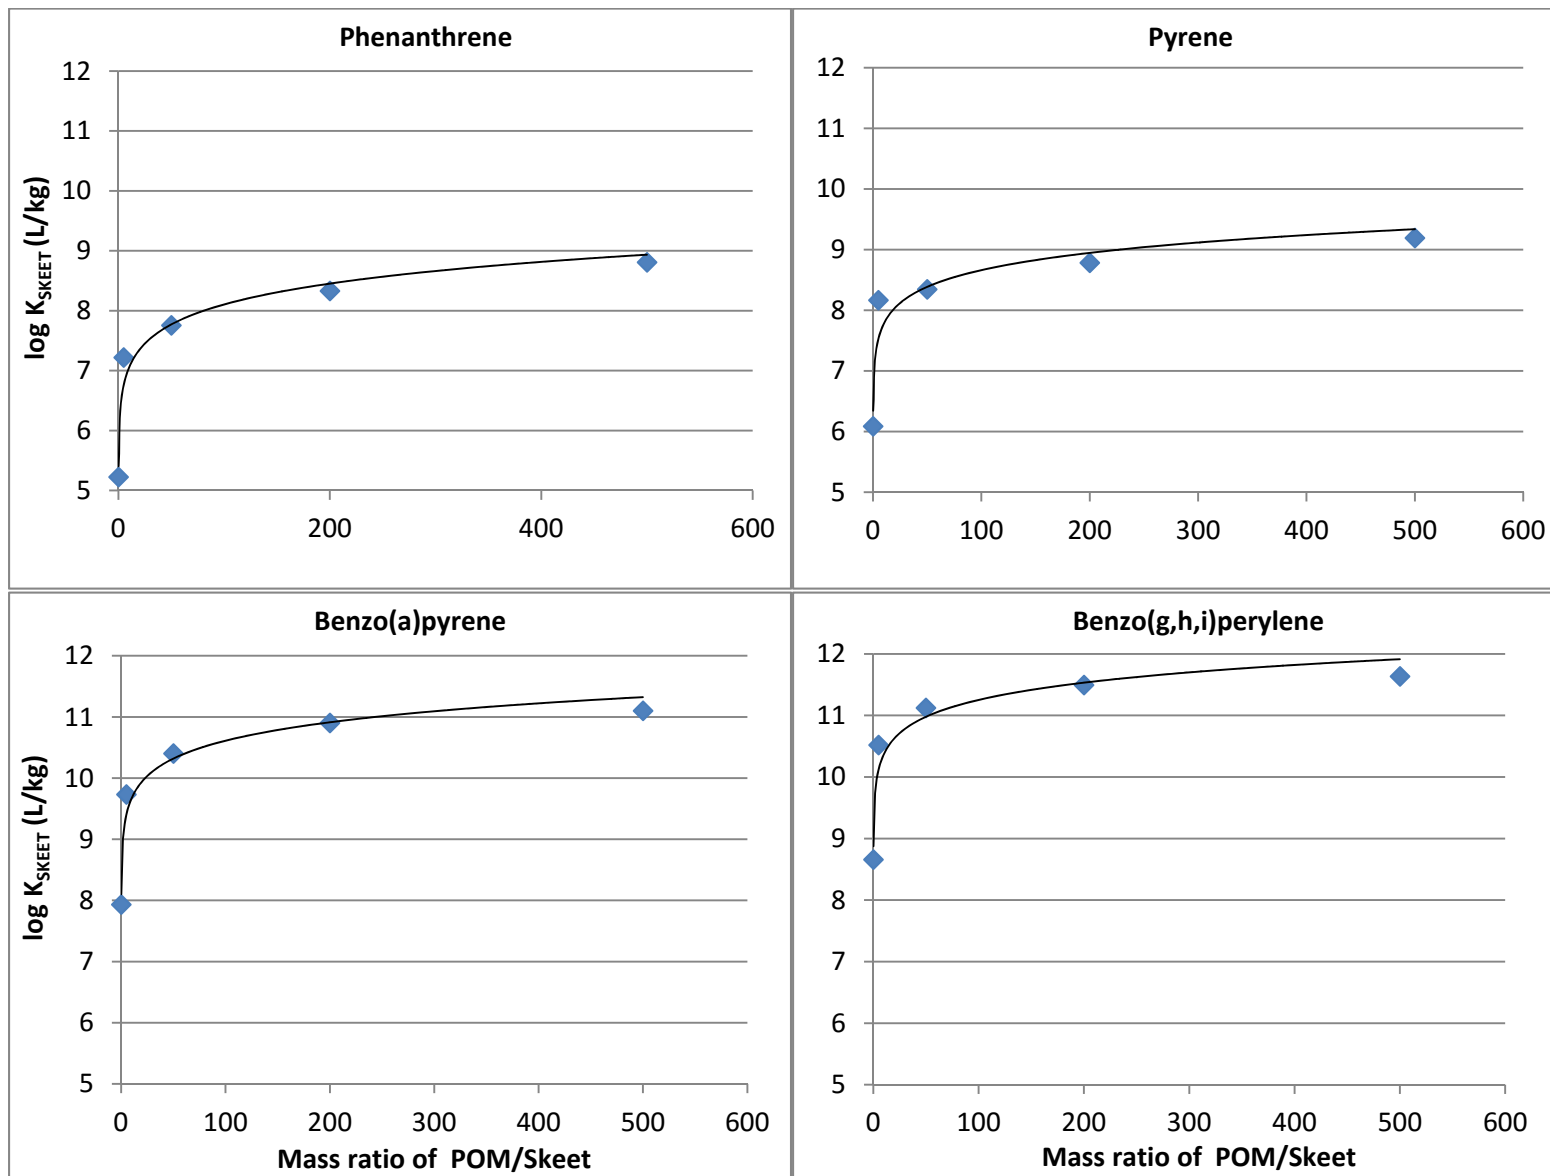 Phenanthrene
12
11
10
9
8
7
6
5
0 200 400 600
log K_SKEET (L/kg)
Pyrene
12
11
10
9
8
7
6
5
0 100 200 300 400 500 600
Benzo(a)pyrene
12
11
10
9
8
7
6
5
0 100 200 300 400 500 600
log K_SKEET (L/kg)
Mass ratio of POM/Skeet
Benzo(g,h,i)perylene
12
11
10
9
8
7
6
5
0 100 200 300 400 500 600
Mass ratio of POM/Skeet